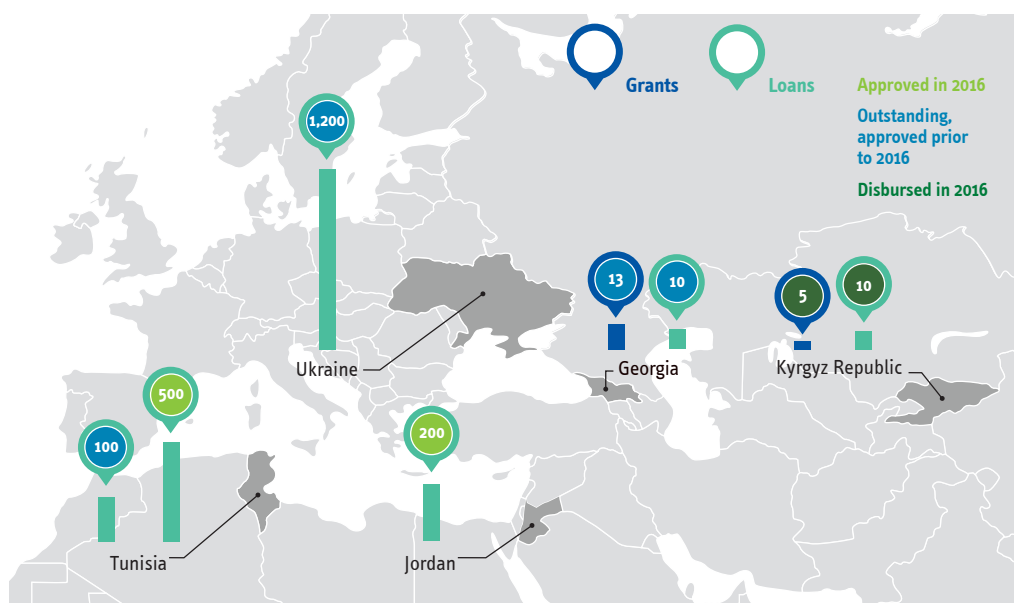 Grants
Loans
Approved in 2016
Outstanding,
approved prior
to 2016
Disbursed in 2016
1,200
Ukraine
13
10
Georgia
5
10
Kyrgyz Republic
100
500
Tunisia
200
Jordan